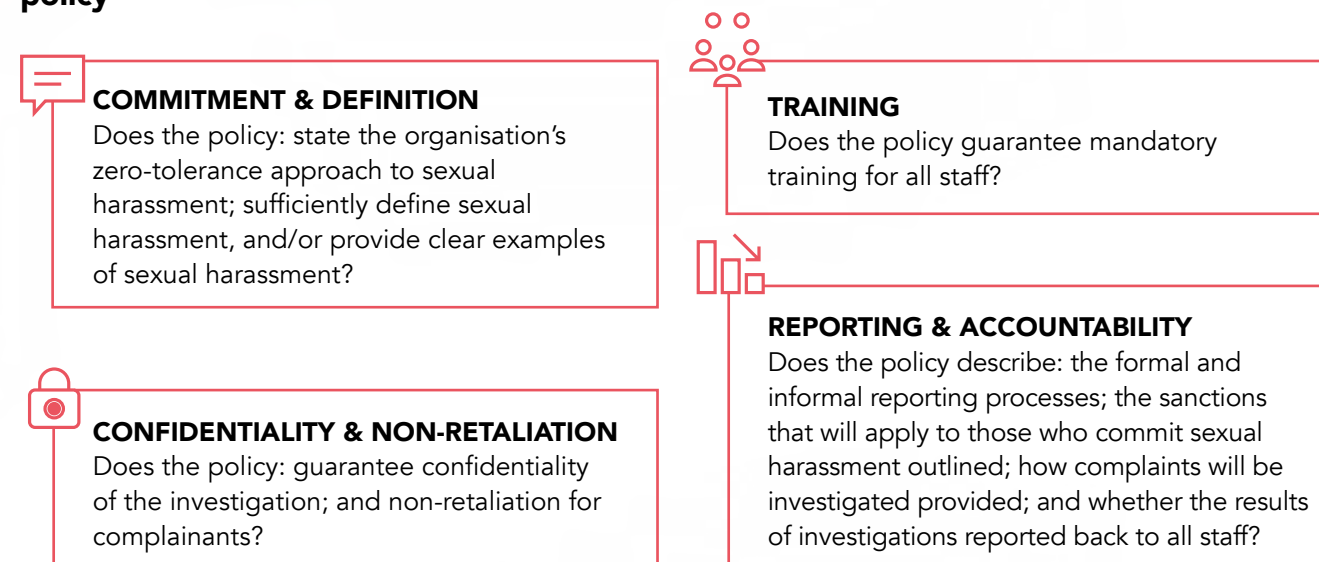 policy
COMMITMENT & DEFINITION
Does the policy: state the organisation’s
zero-tolerance approach to sexual
harassment; sufficiently define sexual
harassment, and/or provide clear examples
of sexual harassment?
CONFIDENTIALITY & NON-RETALIATION
Does the policy: guarantee confidentiality
of the investigation; and non-retaliation for
complainants?
TRAINING
Does the policy guarantee mandatory
training for all staff?
REPORTING & ACCOUNTABILITY
Does the policy describe: the formal and
informal reporting processes; the sanctions
that will apply to those who commit sexual
harassment outlined; how complaints will be
investigated provided; and whether the results
of investigations reported back to all staff?